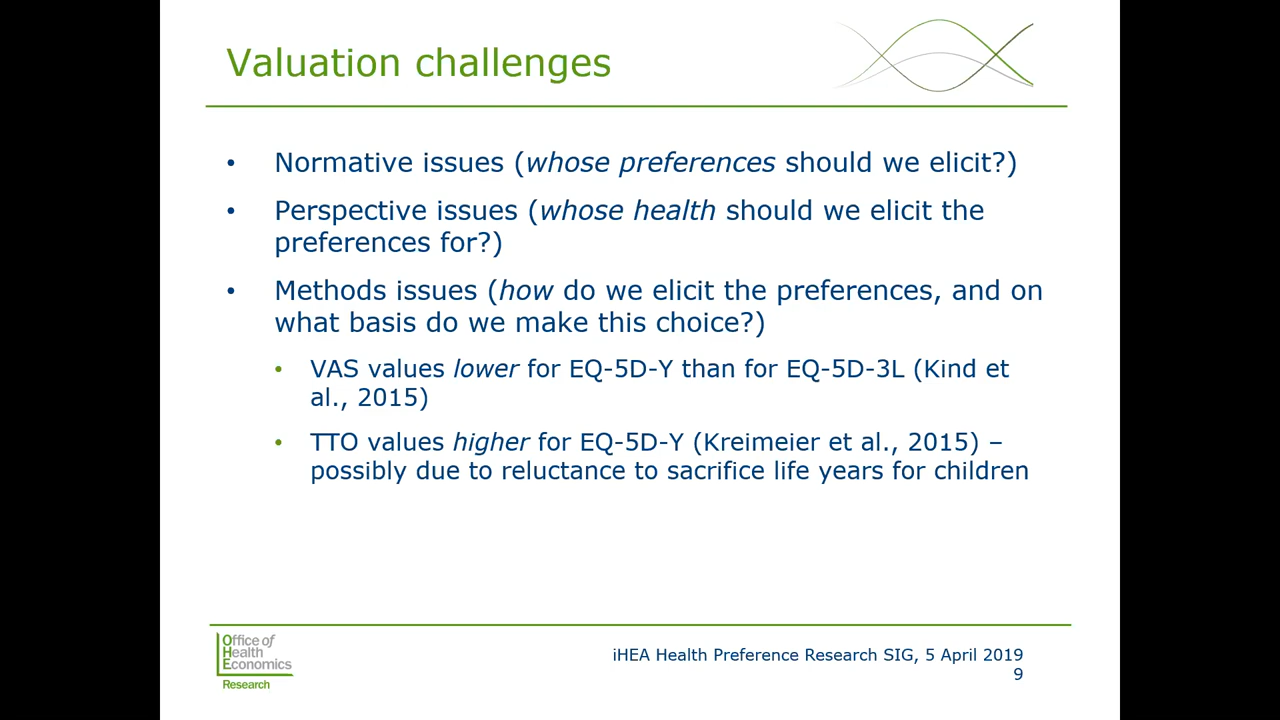 Valuation challenges
• Normative issues (whose preferences should we elicit?)
• Perspective issues (whose health should we elicit the
preferences for?)
• Methods issues (how do we elicit the preferences, and on
what basis do we make this choice?)
• VAS values lower for EQ-5D-Y than for EQ-5D-3L (Kind et
al., 2015)
• TTO values higher for EQ-5D-Y (Kreimeier et al., 2015) –
possibly due to reluctance to sacrifice life years for children
Office of
Health
Economics
Research
iHEA Health Preference Research SIG, 5 April 2019
9